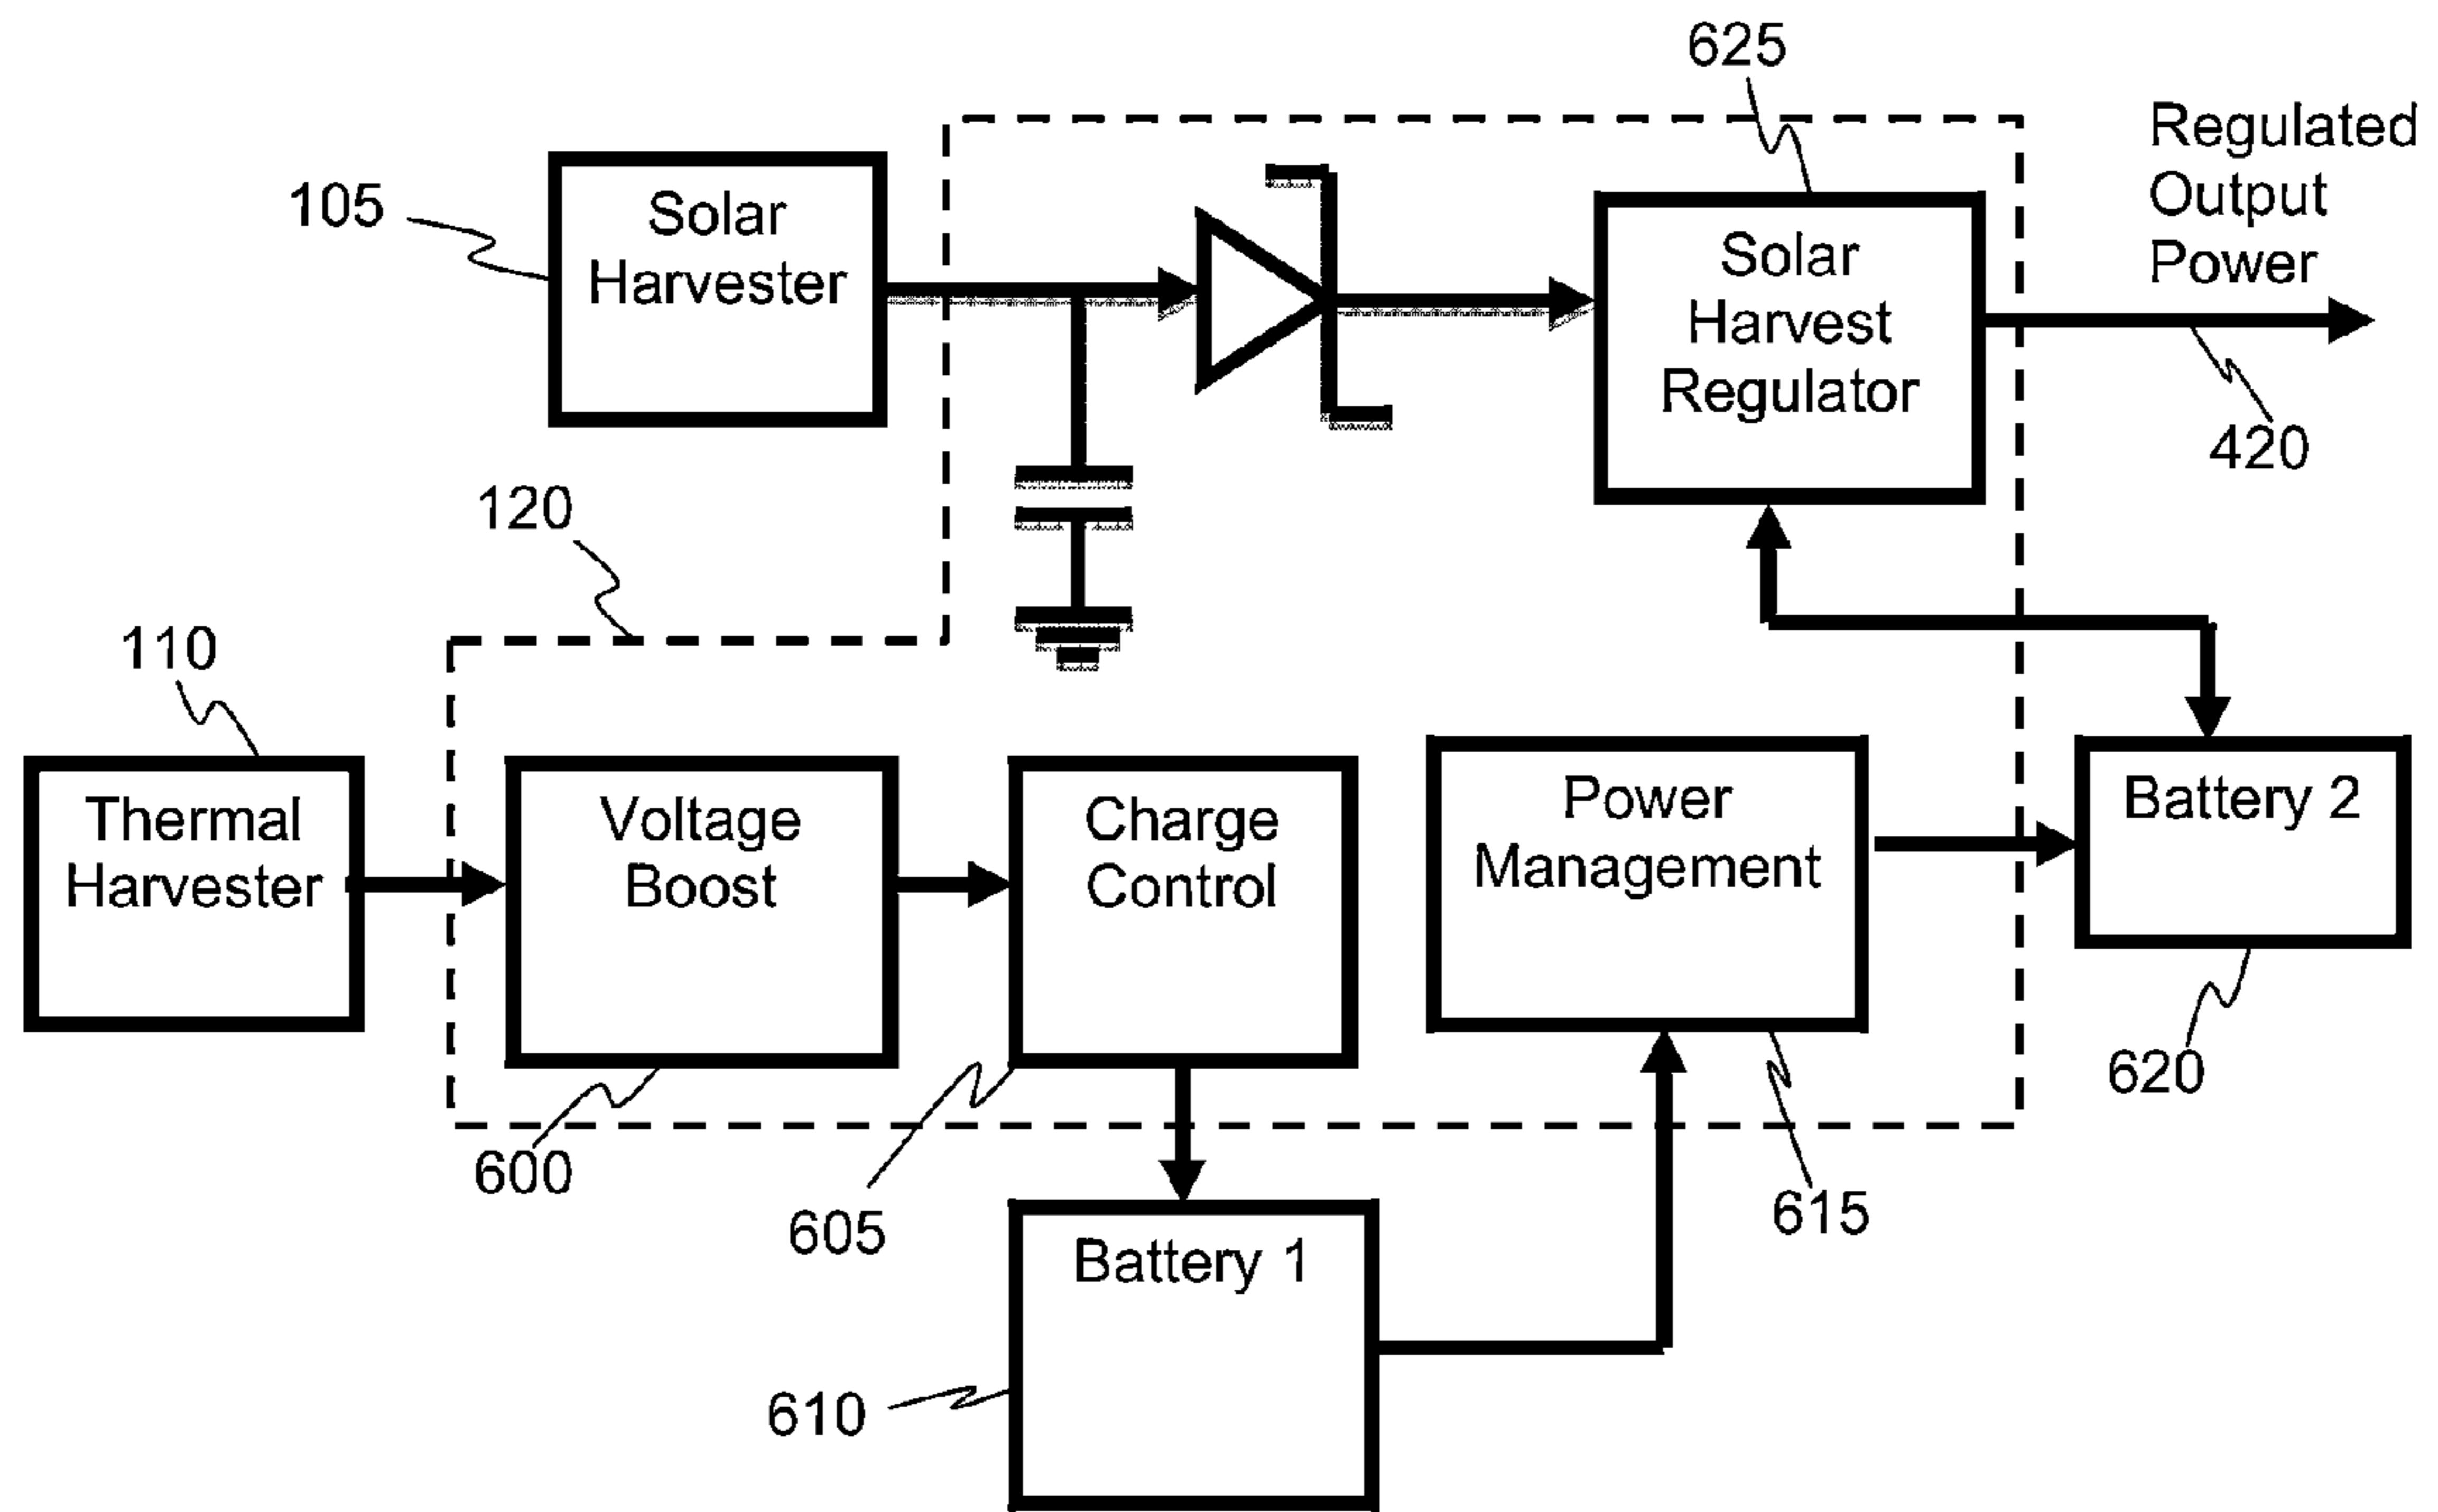 625
Regulated
Output
Power
105
Solar
Harvester
Solar
Harvest
Regulator
420
120
110
Thermal
Harvester
Voltage
Boost
Charge
Control
Power
Management
Battery 2
620
600
605
615
Battery 1
610